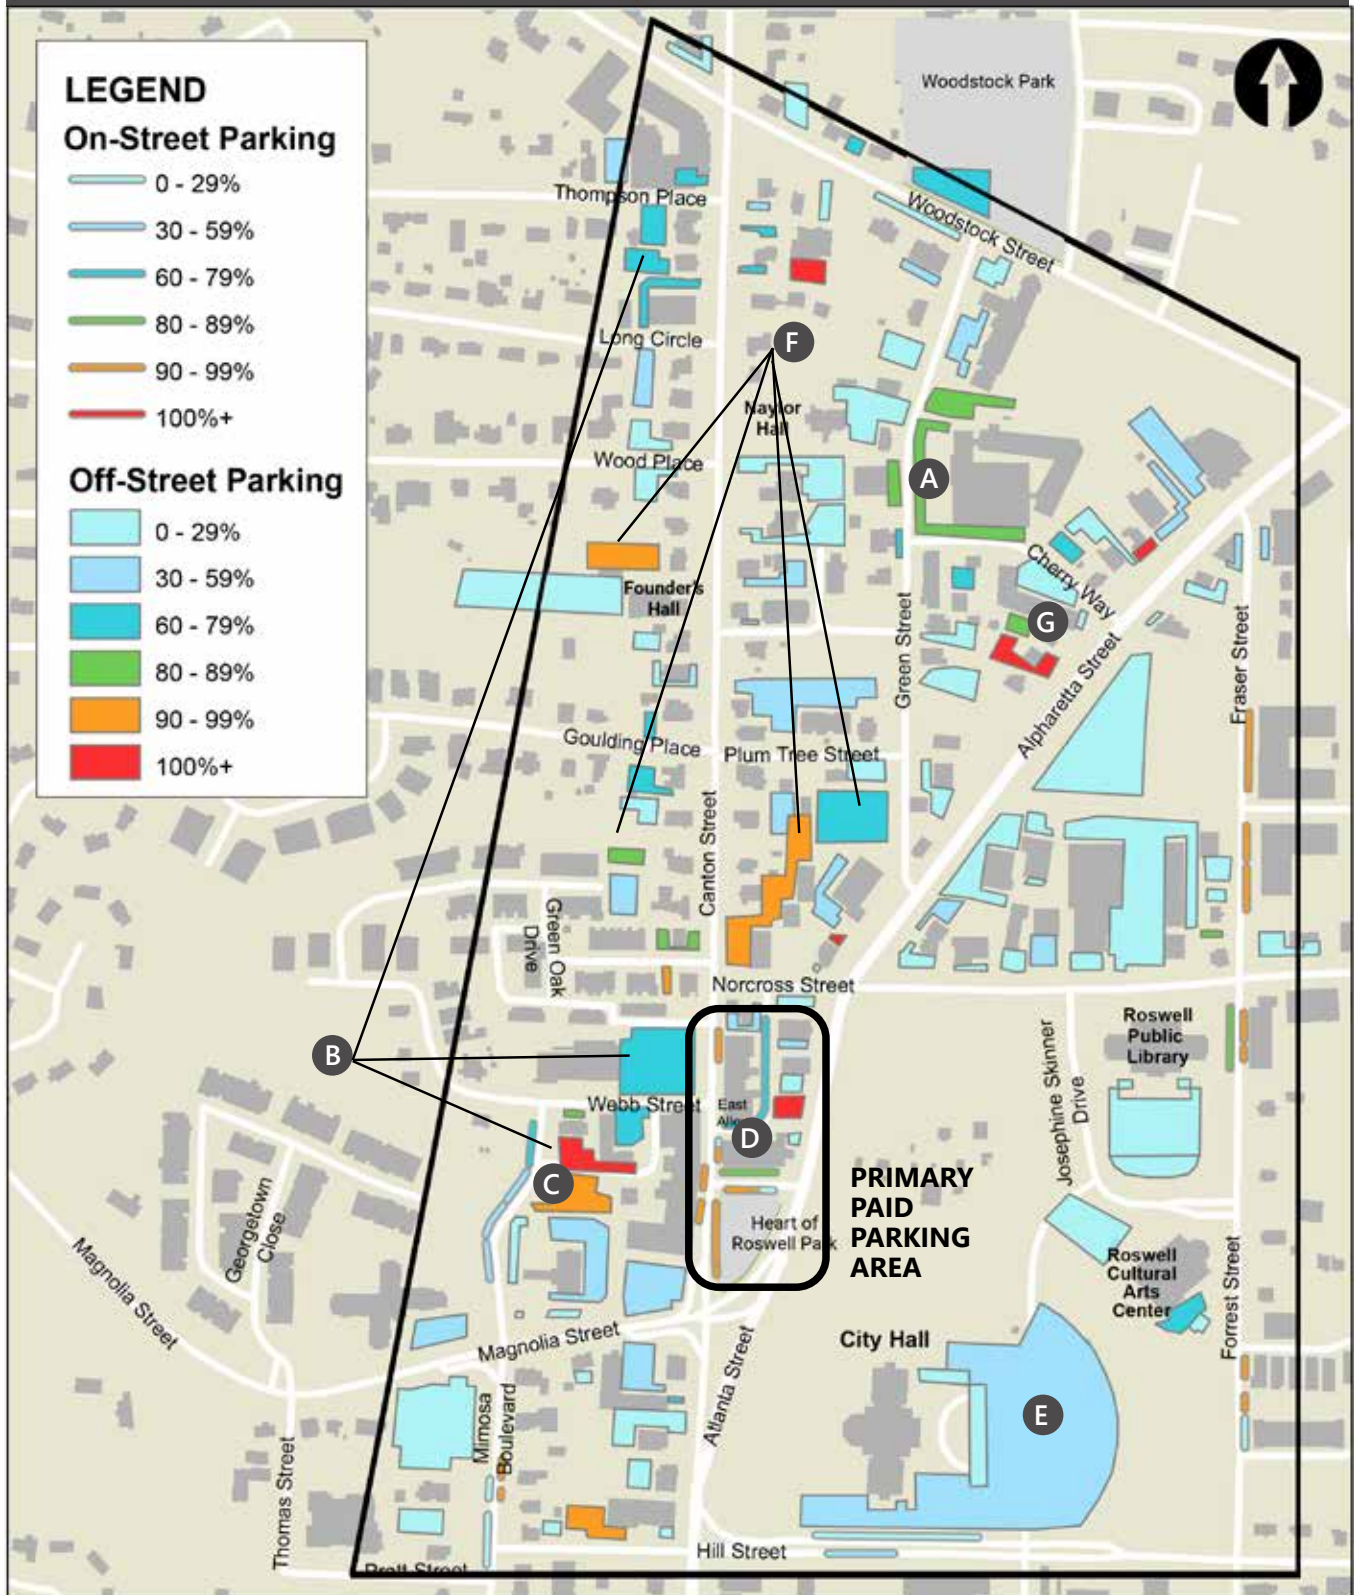 LEGEND
On-Street Parking
0 - 29%
30 - 59%
60 - 79%
80 - 89%
90 - 99%
100%+
Off-Street Parking
0 - 29%
30 - 59%
60 - 79%
80 - 89%
90 - 99%
100%+
Woodstock Park
Thompson Place
Woodstock Street
Long Circle
F
Naylor
Hall
Wood Place
A
Cherry Way
Founder's
Hall
G
Green Street
Alpharetta Street
Fraser Street
Goulding Place
Plum Tree Street
Canton Street
Green Oak
Drive
Norcross Street
Roswell
Public
Library
Josephine Skinner
Drive
B
Webb Street
East
Alley
D
C
PRIMARY
PAID
PARKING
AREA
Heart of
Roswell Park
Georgetown
Close
Magnolia Street
Roswell
Cultural
Arts
Center
Forrest Street
Magnolia Street
City Hall
Atlanta Street
E
Mimosa
Boulevard
Thomas Street
Hill Street
Pratt Street